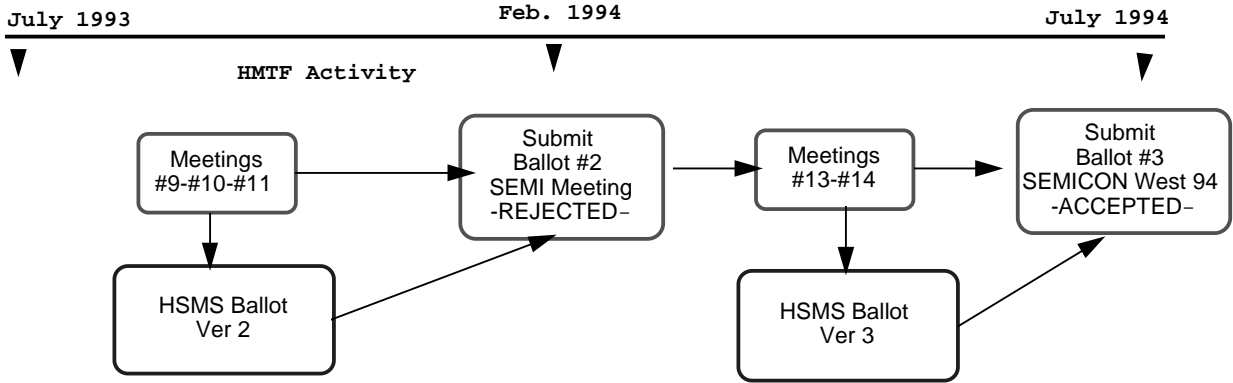 July 1993
Feb. 1994
July 1994
HMTF Activity
Meetings
#9-#10-#11
Submit
Ballot #2
SEMI Meeting
-REJECTED–
Meetings
#13-#14
Submit
Ballot #3
SEMICON West 94
-ACCEPTED–
HSMS Ballot
Ver 2
HSMS Ballot
Ver 3